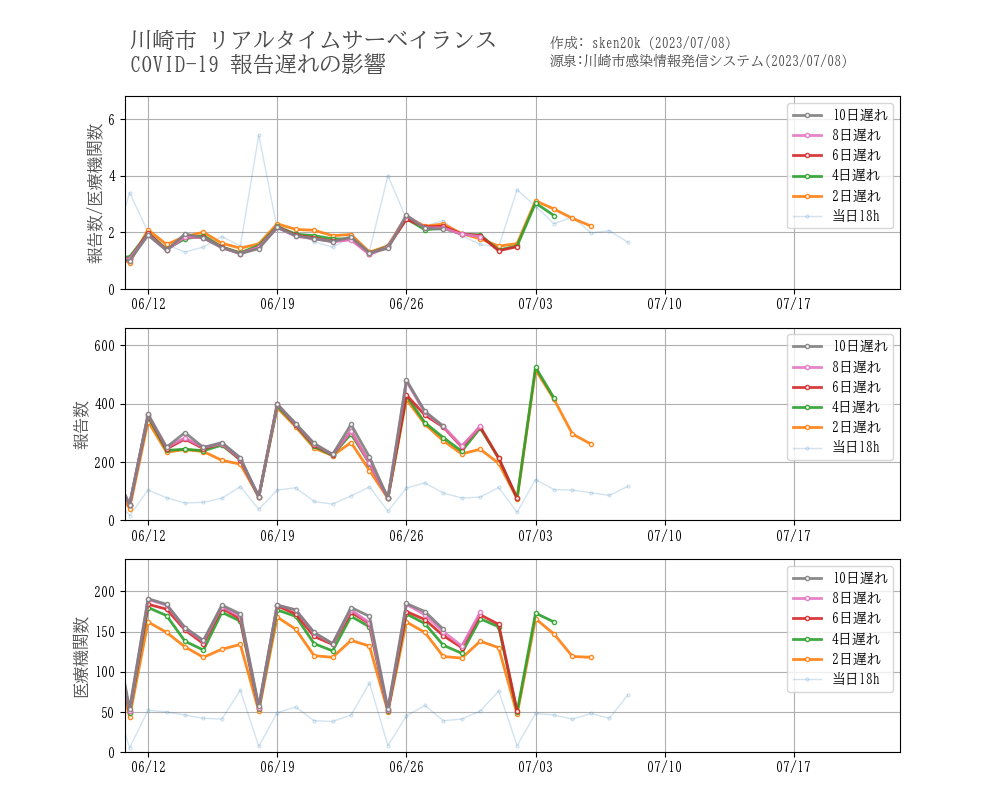 川崎市 リアルタイムサーベイランス
COVID-19 報告遅れの影響
作成: sken20k (2023/07/08)
源泉:川崎市感染情報発信システム(2023/07/08)
報告数/医療機関数
6
4
2
0
10日遅れ
8日遅れ
6日遅れ
4日遅れ
2日遅れ
当日18h
06/12 06/19 06/26 07/03 07/10 07/17
報告数
600
400
200
0
10日遅れ
8日遅れ
6日遅れ
4日遅れ
2日遅れ
当日18h
06/12 06/19 06/26 07/03 07/10 07/17
医療機関数
200
150
100
50
0
10日遅れ
8日遅れ
6日遅れ
4日遅れ
2日遅れ
当日18h
06/12 06/19 06/26 07/03 07/10 07/17